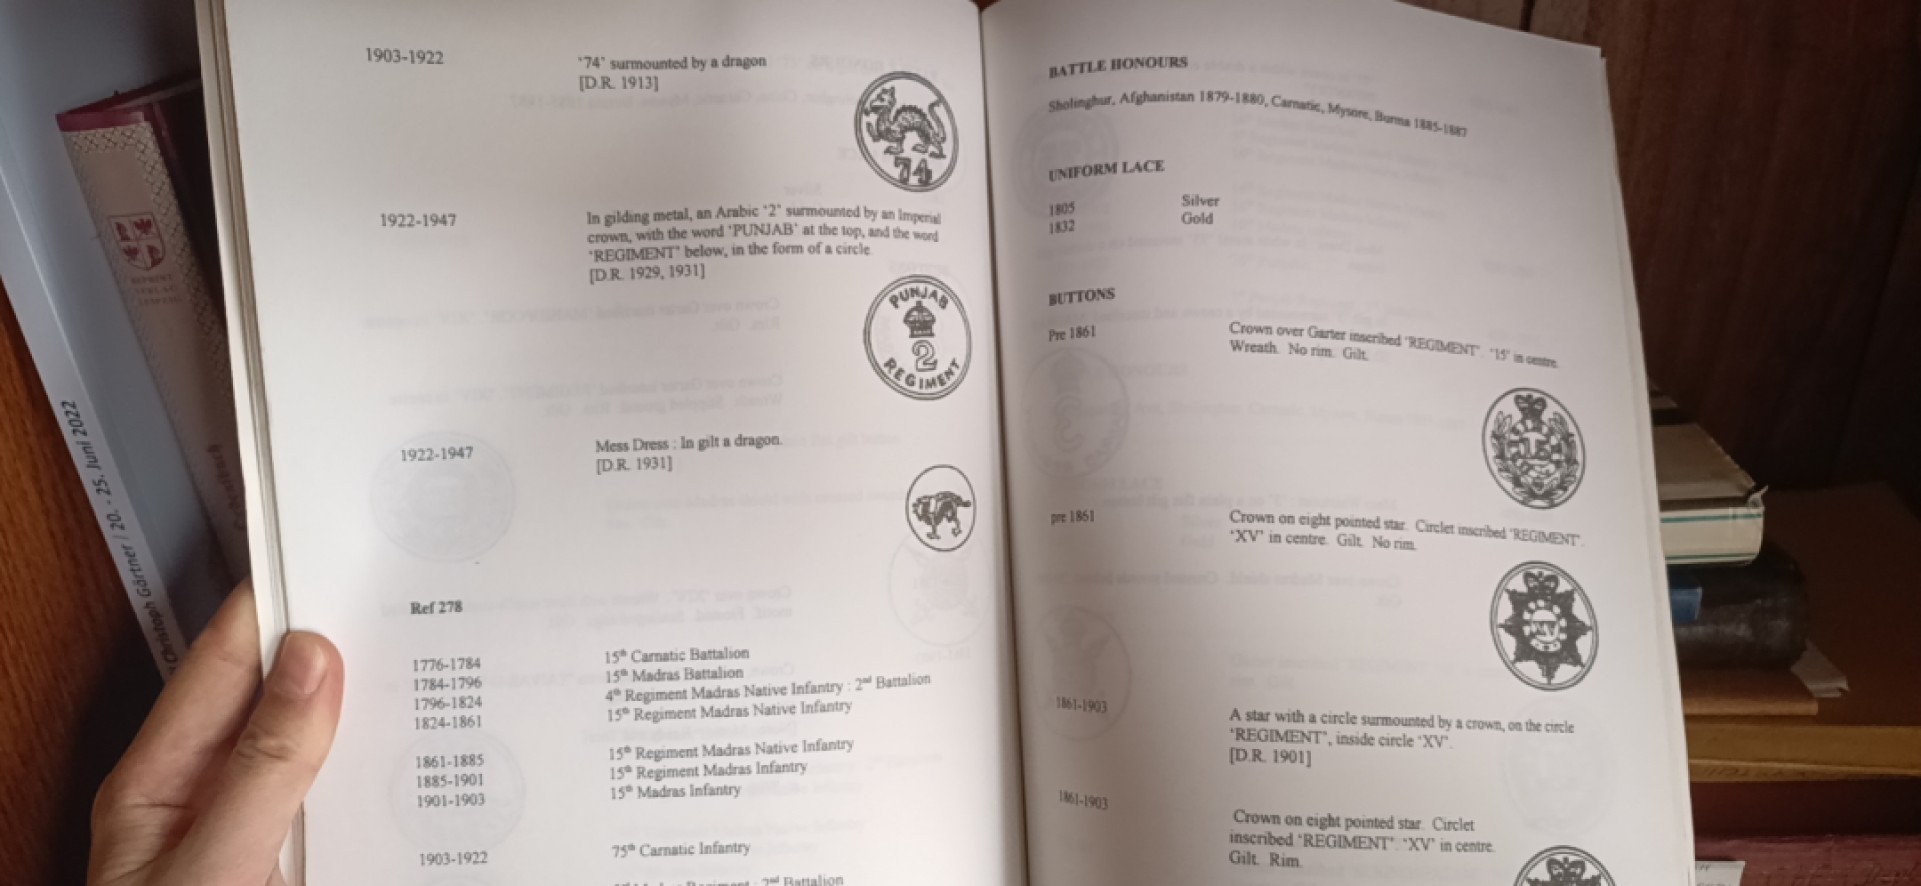 1903-1922
'74' surmounted by a dragon
[D.R. 1913]
74
1922-1947
In gilding metal, an Arabic '2' surmounted by an Imperial
crown, with the word 'PUNJAB' at the top, and the word
'REGIMENT' below, in the form of a circle.
[D.R. 1929, 1931]
PUNJAB
2
REGIMENT
1922-1947
Mess Dress : In gilt a dragon.
[D.R. 1931]
Ref 278
1776-1784 15th Carnatic Battalion
1784-1796 15th Madras Battalion
1796-1824 4th Regiment Madras Native Infantry : 2nd Battalion
1824-1861 15th Regiment Madras Native Infantry
1861-1885 15th Regiment Madras Native Infantry
1885-1901 15th Regiment Madras Infantry
1901-1903 15th Madras Infantry
1903-1922 75th Carnatic Infantry
Regiment : 2nd Battalion
BATTLE HONOURS
Sholinghur, Afghanistan 1879-1880, Carnatic, Mysore, Burma 1885-1887
UNIFORM LACE
1805 Silver
1832 Gold
BUTTONS
Pre 1861
Crown over Garter inscribed 'REGIMENT'. '15' in centre.
Wreath. No rim. Gilt.
15
pre 1861
Crown on eight pointed star. Circlet inscribed 'REGIMENT'.
'XV' in centre. Gilt. No rim.
XV
1861-1903
A star with a circle surmounted by a crown, on the circle
'REGIMENT', inside circle 'XV'.
[D.R. 1901]
1861-1903
Crown on eight pointed star. Circlet
inscribed 'REGIMENT'. 'XV' in centre.
Gilt. Rim.
Christoph Gärtner | 20. - 25. Juni 2022